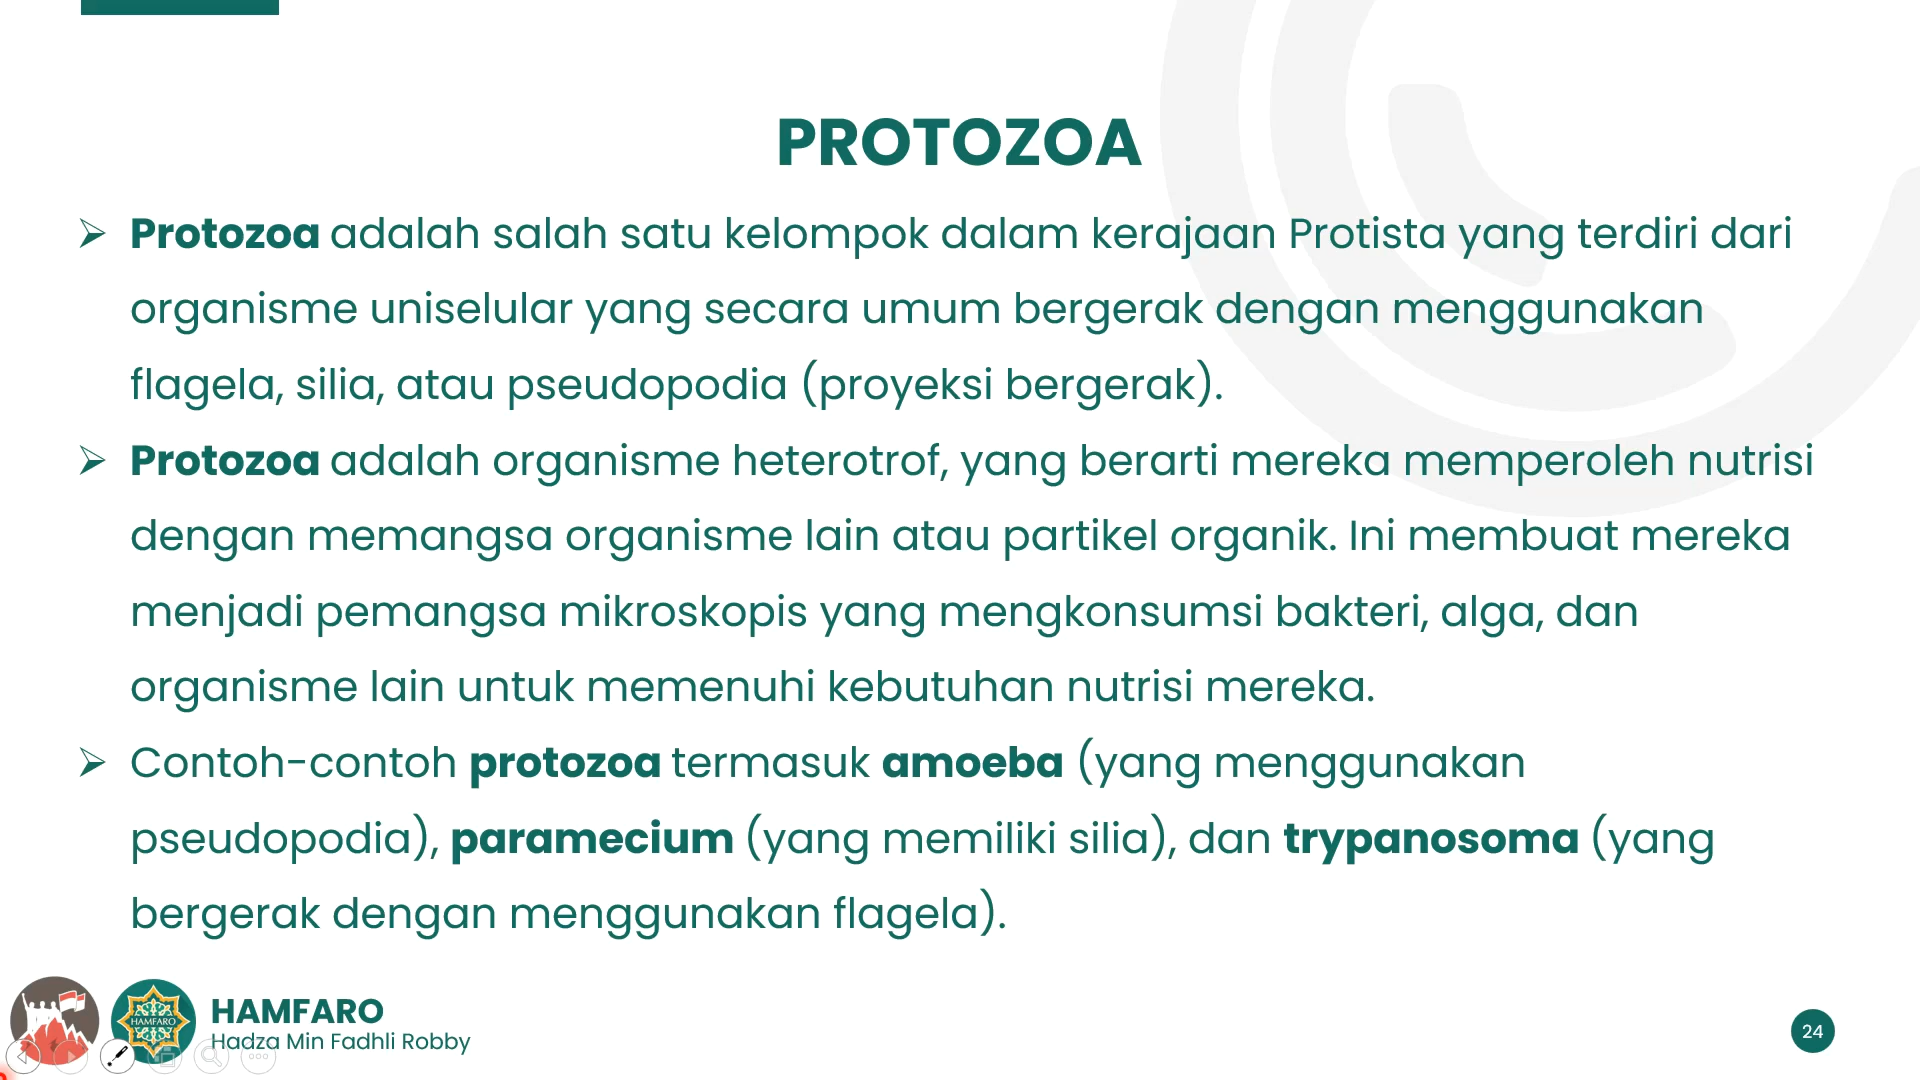 PROTOZOA
➢ Protozoa adalah salah satu kelompok dalam kerajaan Protista yang terdiri dari
organisme uniselular yang secara umum bergerak dengan menggunakan
flagela, silia, atau pseudopodia (proyeksi bergerak).
➢ Protozoa adalah organisme heterotrof, yang berarti mereka memperoleh nutrisi
dengan memangsa organisme lain atau partikel organik. Ini membuat mereka
menjadi pemangsa mikroskopis yang mengkonsumsi bakteri, alga, dan
organisme lain untuk memenuhi kebutuhan nutrisi mereka.
➢ Contoh-contoh protozoa termasuk amoeba (yang menggunakan
pseudopodia), paramecium (yang memiliki silia), dan trypanosoma (yang
bergerak dengan menggunakan flagela).
HAMFARO
HAMFARO
Hadza Min Fadhli Robby
24